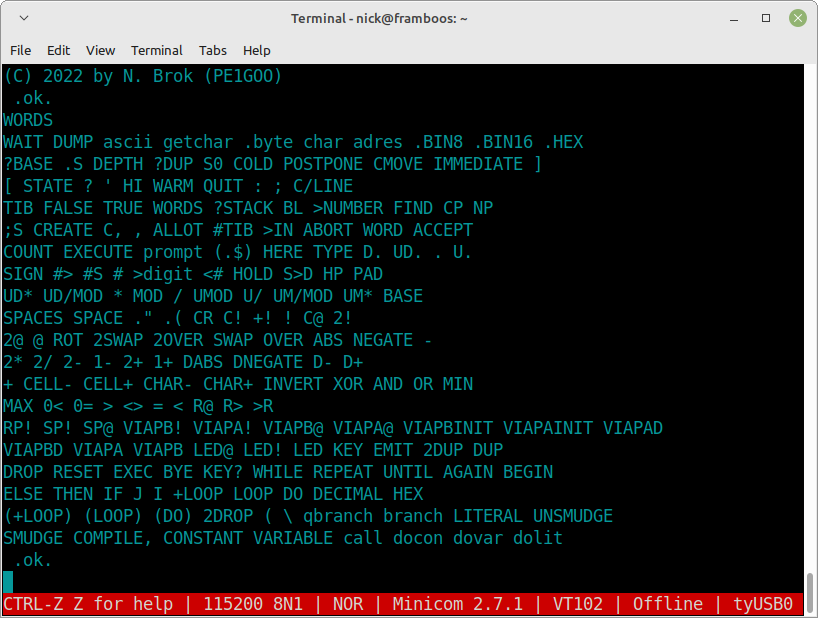 Terminal - nick@framboos: ~
File Edit View Terminal Tabs Help
(C) 2022 by N. Brok (PE1GOO)
.ok.
WORDS
WAIT DUMP ascii getchar .byte char adres .BIN8 .BIN16 .HEX
?BASE .S DEPTH ?DUP S0 COLD POSTPONE CMOVE IMMEDIATE ]
[ STATE ? ' HI WARM QUIT : ; C/LINE
TIB FALSE TRUE WORDS ?STACK BL >NUMBER FIND CP NP
;S CREATE C, , ALLOT #TIB >IN ABORT WORD ACCEPT
COUNT EXECUTE prompt (.$) HERE TYPE D. UD. . U.
SIGN #> #S # >digit <# HOLD S>D HP PAD
UD* UD/MOD * MOD / UMOD U/ UM/MOD UM* BASE
SPACES SPACE ." .( CR C! +! ! C@ 2!
2@ @ ROT 2SWAP 2OVER SWAP OVER ABS NEGATE -
2* 2/ 2- 1- 2+ 1+ DABS DNEGATE D- D+
+ CELL- CELL+ CHAR- CHAR+ INVERT XOR AND OR MIN
MAX 0< 0= > <> = < R@ R> >R
RP! SP! SP@ VIAPB! VIAPA! VIAPB@ VIAPA@ VIAPBINIT VIAPAINIT VIAPAD
VIAPBD VIAPA VIAPB LED@ LED! LED KEY EMIT 2DUP DUP
DROP RESET EXEC BYE KEY? WHILE REPEAT UNTIL AGAIN BEGIN
ELSE THEN IF J I +LOOP LOOP DO DECIMAL HEX
(+LOOP) (LOOP) (DO) 2DROP ( \ qbranch branch LITERAL UNSMUDGE
SMUDGE COMPILE, CONSTANT VARIABLE call docon dovar dolit
.ok.
CTRL-Z Z for help | 115200 8N1 | NOR | Minicom 2.7.1 | VT102 | Offline | tyUSB0